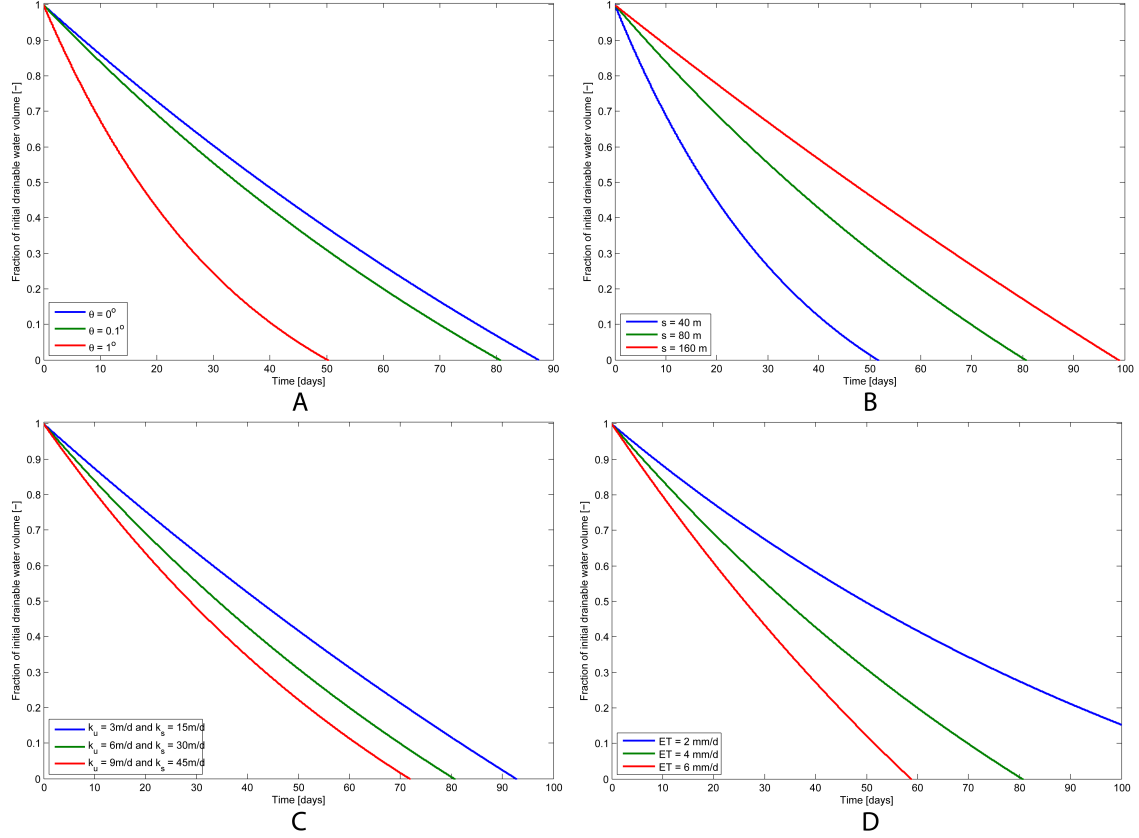 1
0.9
0.8
0.7
0.6
0.5
0.4
0.3
0.2
0.1
0
Fraction of initial drainable water volume [−]
θ = 0°
θ = 0.1°
θ = 1°
0 10 20 30 40 50 60 70 80 90
Time [days]
A
1
0.9
0.8
0.7
0.6
0.5
0.4
0.3
0.2
0.1
0
Fraction of initial drainable water volume [−]
s = 40 m
s = 80 m
s = 160 m
0 10 20 30 40 50 60 70 80 90 100
Time [days]
B
1
0.9
0.8
0.7
0.6
0.5
0.4
0.3
0.2
0.1
0
Fraction of initial drainable water volume [−]
k_u = 3m/d and k_s = 15m/d
k_u = 6m/d and k_s = 30m/d
k_u = 9m/d and k_s = 45m/d
0 10 20 30 40 50 60 70 80 90 100
Time [days]
C
1
0.9
0.8
0.7
0.6
0.5
0.4
0.3
0.2
0.1
0
Fraction of initial drainable water volume [−]
ET = 2 mm/d
ET = 4 mm/d
ET = 6 mm/d
0 10 20 30 40 50 60 70 80 90 100
Time [days]
D